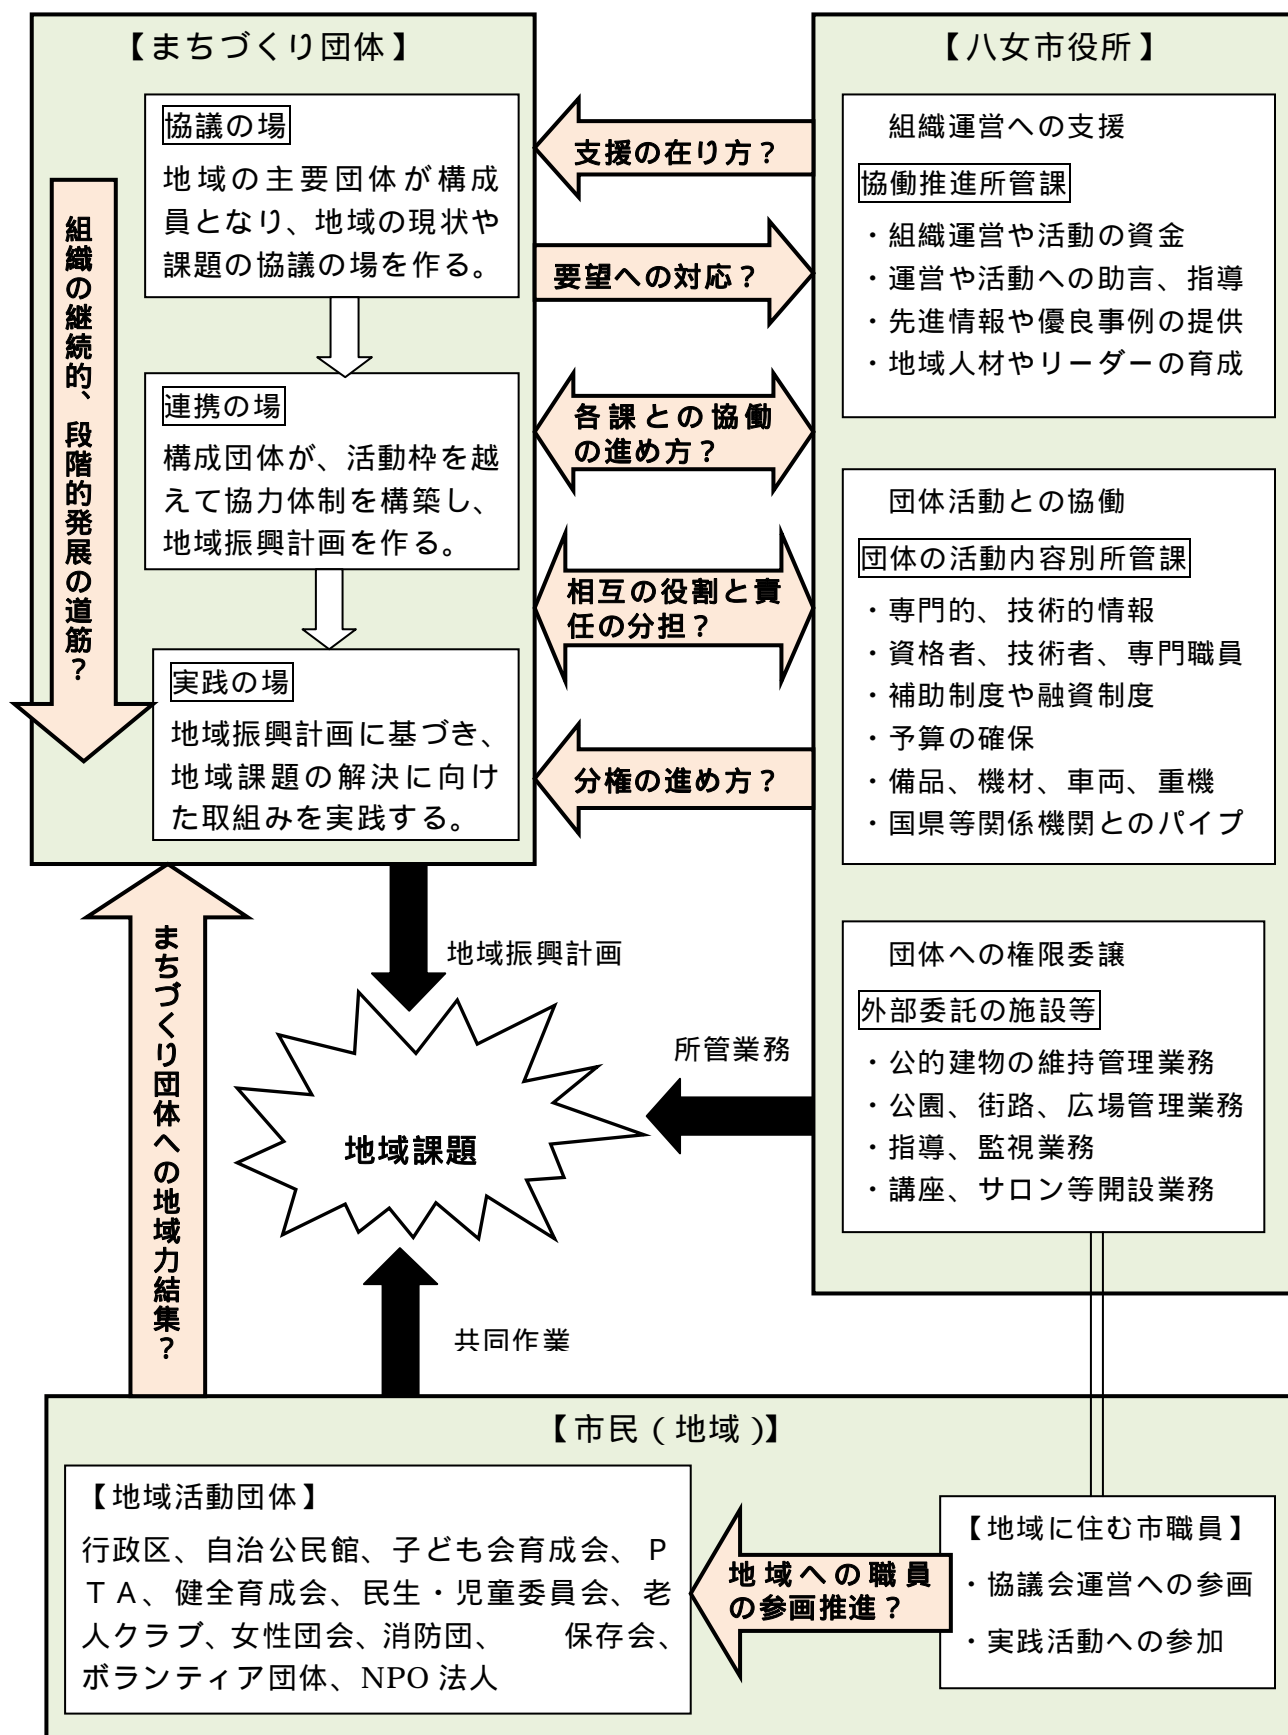 【まちづくり団体】
協議の場
地域の主要団体が構成
員となり、地域の現状や
課題の協議の場を作る。
連携の場
構成団体が、活動枠を越
えて協力体制を構築し、
地域振興計画を作る。
実践の場
地域振興計画に基づき、
地域課題の解決に向け
た取組みを実践する。
組織の継続的、段階的発展の道筋？
支援の在り方？
要望への対応？
各課との協働
の進め方？
相互の役割と責
任の分担？
分権の進め方？
【八女市役所】
組織運営への支援
協働推進所管課
・組織運営や活動の資金
・運営や活動への助言、指導
・先進情報や優良事例の提供
・地域人材やリーダーの育成
団体活動との協働
団体の活動内容別所管課
・専門的、技術的情報
・資格者、技術者、専門職員
・補助制度や融資制度
・予算の確保
・備品、機材、車両、重機
・国県等関係機関とのパイプ
団体への権限委譲
外部委託の施設等
・公的建物の維持管理業務
・公園、街路、広場管理業務
・指導、監視業務
・講座、サロン等開設業務
まちづくり団体への地域力結集？
地域振興計画
所管業務
地域課題
共同作業
【市民（地域）】
【地域活動団体】
行政区、自治公民館、子ども会育成会、Ｐ
ＴＡ、健全育成会、民生・児童委員会、老
人クラブ、女性団会、消防団、　　保存会、
ボランティア団体、NPO 法人
地域への職員
の参画推進？
【地域に住む市職員】
・協議会運営への参画
・実践活動への参加